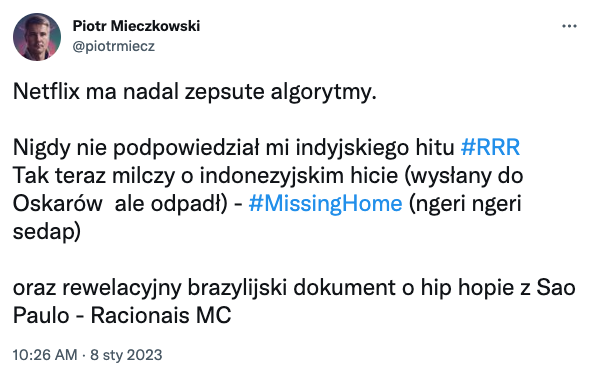 Piotr Mieczkowski
@piotrmiecz
Netflix ma nadal zepsute algorytmy.
Nigdy nie podpowiedział mi indyjskiego hitu #RRR
Tak teraz milczy o indonezyjskim hicie (wysłany do
Oskarów  ale odpadł) - #MissingHome (ngeri ngeri
sedap)
oraz rewelacyjny brazylijski dokument o hip hopie z Sao
Paulo - Racionais MC
10:26 AM · 8 sty 2023